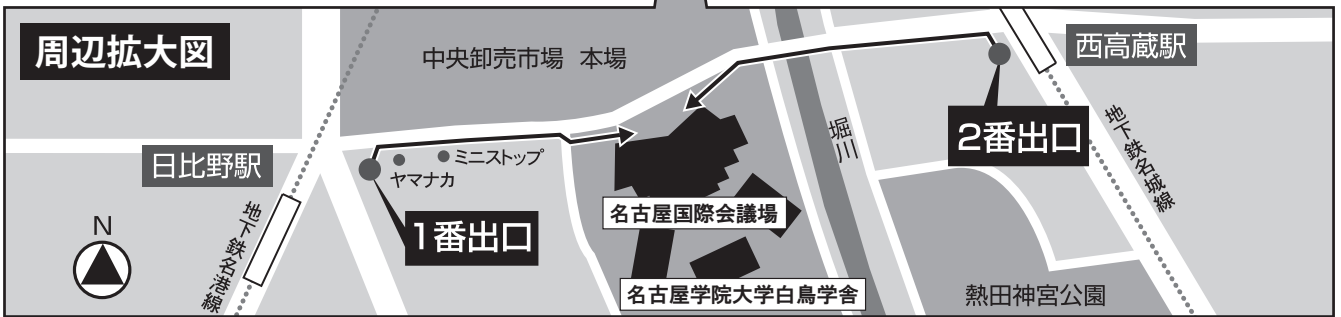 周辺拡大図
中央卸売市場 本場
西高蔵駅
2番出口
地下鉄名城線
堀川
日比野駅
ミニストップ
ヤマナカ
1番出口
地下鉄名港線
N
名古屋国際会議場
名古屋学院大学白鳥学舎
熱田神宮公園